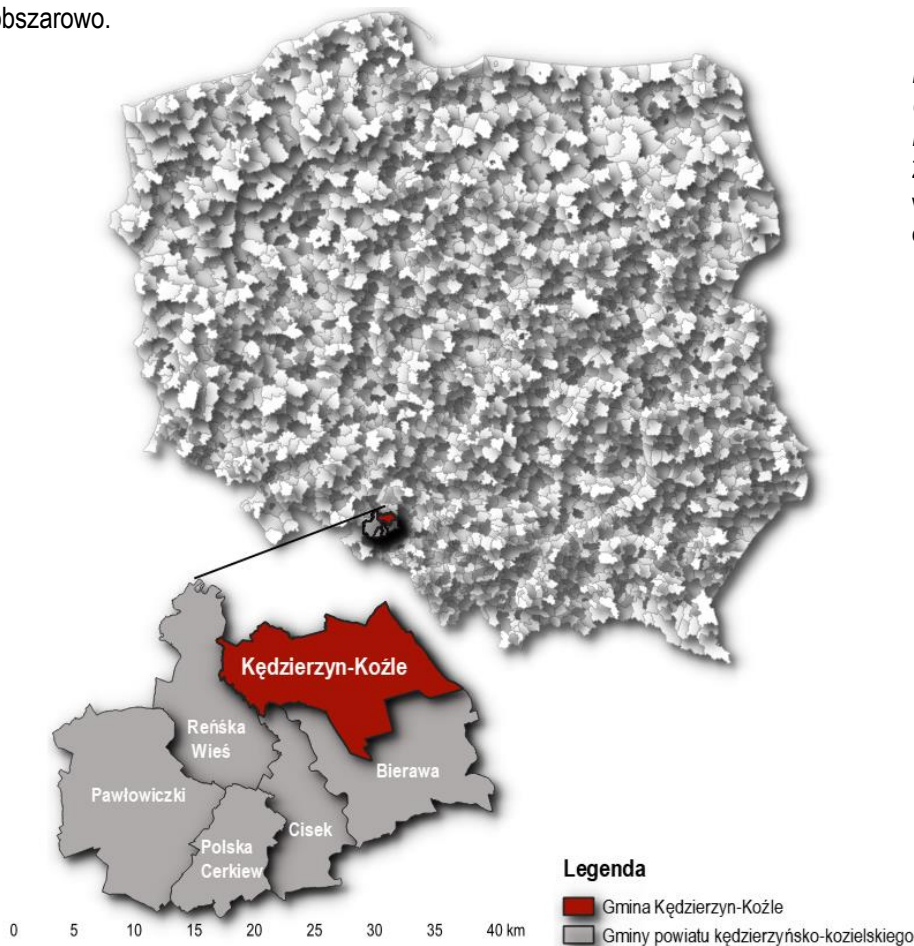 obszarowo.
Kędzierzyn-Koźle
Reńśka
Wieś
Bierawa
Pawłowiczki
Cisek
Polska
Cerkiew
Legenda
Gmina Kędzierzyn-Koźle
Gminy powiatu kędzierzyńsko-kozielskiego
0 5 10 15 20 25 30 35 40 km